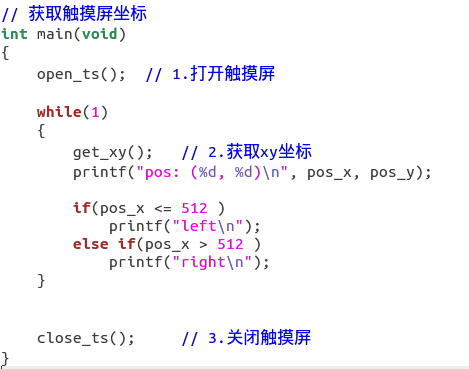 // 获取触摸屏坐标
int main(void)
{
    open_ts();  // 1.打开触摸屏
    while(1)
    {
        get_xy();   // 2.获取xy坐标
        printf("pos: (%d, %d)\n", pos_x, pos_y);
        if(pos_x <= 512 )
            printf("left\n");
        else if(pos_x > 512 )
            printf("right\n");
    }
    close_ts();     // 3.关闭触摸屏
}